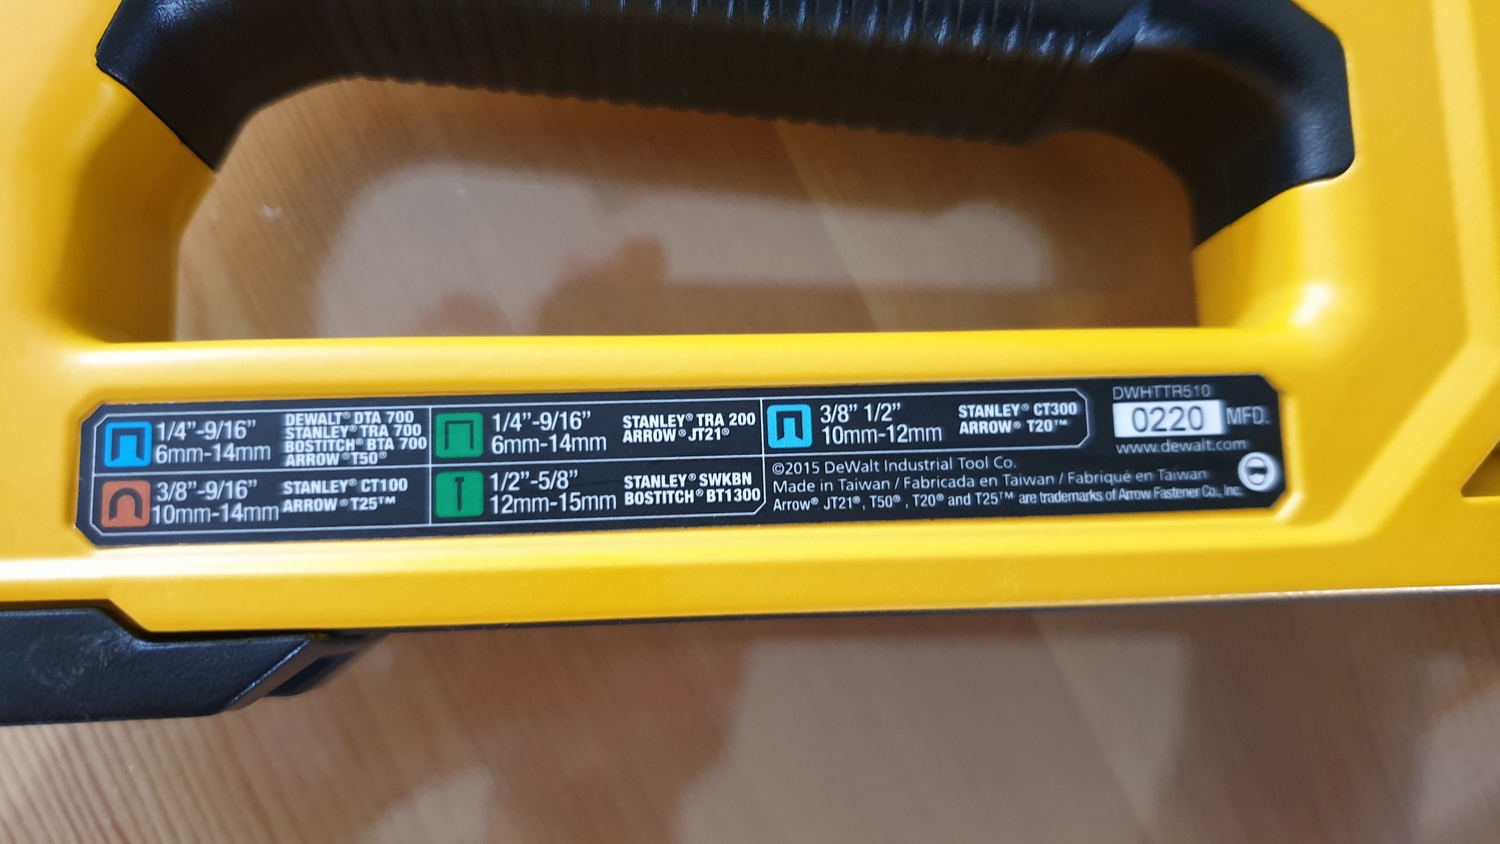 1/4”-9/16”
6mm-14mm
DEWALT® DTA 700
STANLEY® TRA 700
BOSTITCH® BTA 700
ARROW® T50®
1/4”-9/16”
6mm-14mm
STANLEY® TRA 200
ARROW® JT21®
3/8” 1/2”
10mm-12mm
STANLEY® CT300
ARROW® T20™
3/8”-9/16”
10mm-14mm
STANLEY® CT100
ARROW® T25™
1/2”-5/8”
12mm-15mm
STANLEY® SWKBN
BOSTITCH® BT1300
©2015 DeWalt Industrial Tool Co.
Made in Taiwan / Fabricada en Taiwan / Fabriqué en Taiwan
Arrow® JT21®, T50®, T20® and T25™ are trademarks of Arrow Fastener Co., Inc.
DWHTTR510
0220 MFD.
www.dewalt.com